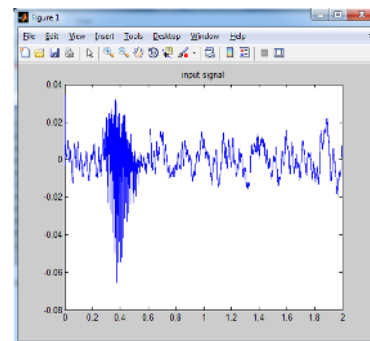 Figure 1
File Edit View Insert Tools Desktop Window Help
input signal
0.04
0.02
0
-0.02
-0.04
-0.06
-0.08
0 0.2 0.4 0.6 0.8 1 1.2 1.4 1.6 1.8 2